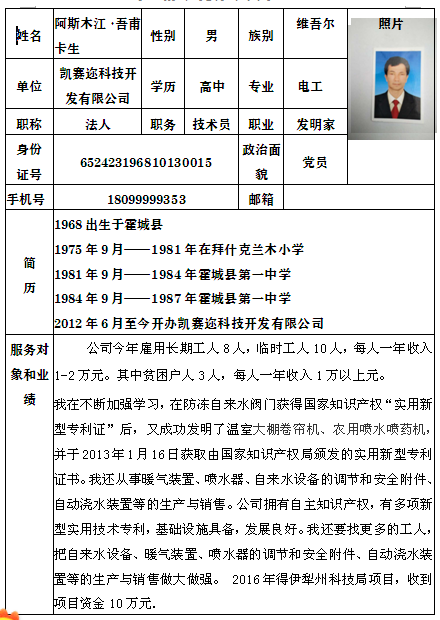 姓名 阿斯木江·吾甫卡生 性别 男 族别 维吾尔 照片
单位 凯赛迩科技开发有限公司 学历 高中 专业 电工
职称 法人 职务 技术员 职业 发明家
身份证号 652423196810130015 政治面貌 党员
手机号 18099999353 邮箱
简历
1968 出生于霍城县
1975 年 9 月——1981 年在拜什克兰木小学
1981 年 9 月——1984 年霍城县第一中学
1984 年 9 月——1987 年霍城县第一中学
2012 年 6 月至今开办凯赛迩科技开发有限公司
服务对象和业绩
公司今年雇用长期工人 8 人，临时工人 10 人，每人一年收入
1-2 万元。其中贫困户人 3 人，每人一年收入 1 万以上元。
我在不断加强学习，在防冻自来水阀门获得国家知识产权“实用新
型专利证”后，又成功发明了温室大棚卷帘机、农用喷水喷药机，
并于 2013 年 1 月 16 日获取由国家知识产权局颁发的实用新型专利
证书。我还从事暖气装置、喷水器、自来水设备的调节和安全附件、
自动浇水装置等的生产与销售。公司拥有自主知识产权，有多项新
型实用技术专利，基础设施具备，发展良好。我还要找更多的工人，
把自来水设备、暖气装置、喷水器的调节和安全附件、自动浇水装
置等的生产与销售做大做强。 2016 年得伊犁州科技局项目，收到
项目资金 10 万元.